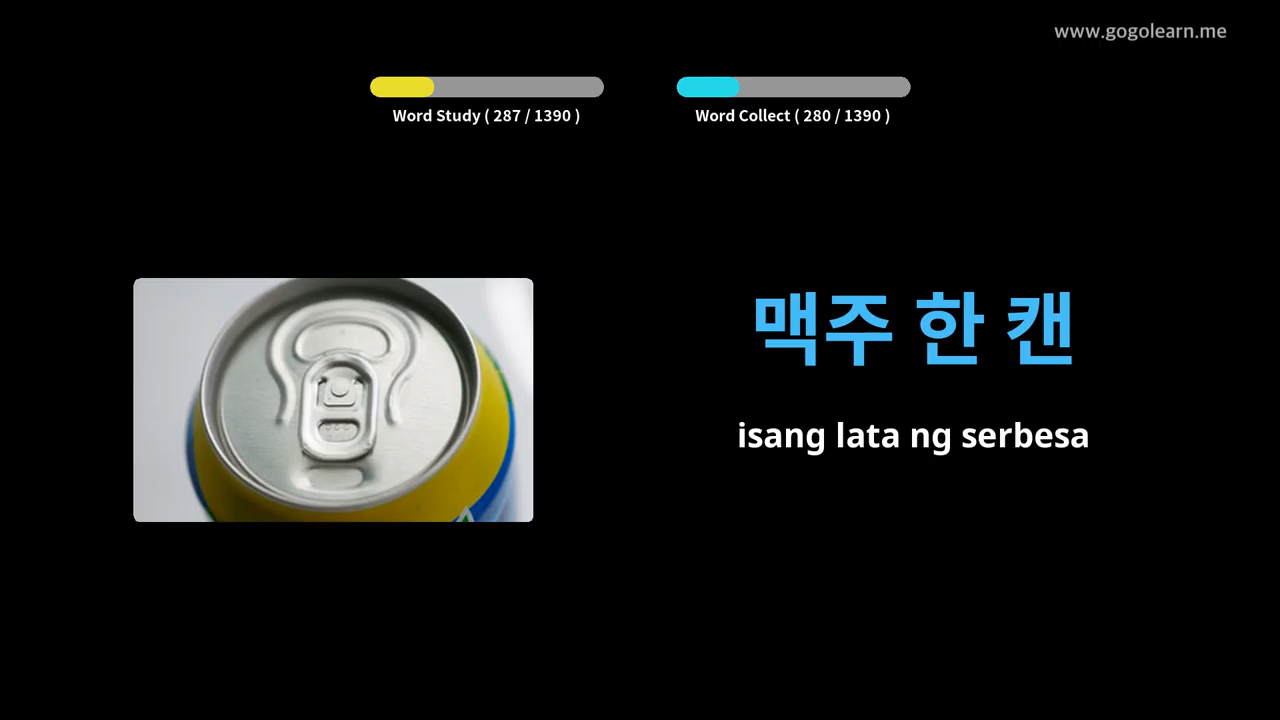 www.gogolearn.me
Word Study ( 287 / 1390 )
Word Collect ( 280 / 1390 )
맥주 한 캔
isang lata ng serbesa